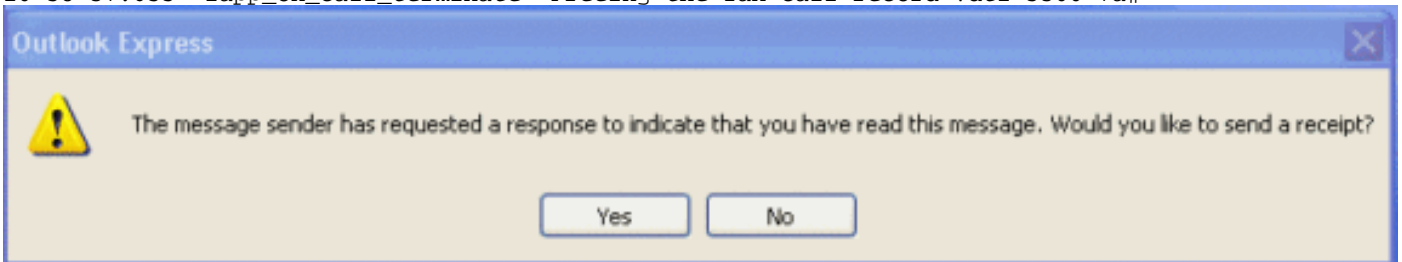 Outlook Express
The message sender has requested a response to indicate that you have read this message. Would you like to send a receipt?
Yes
No